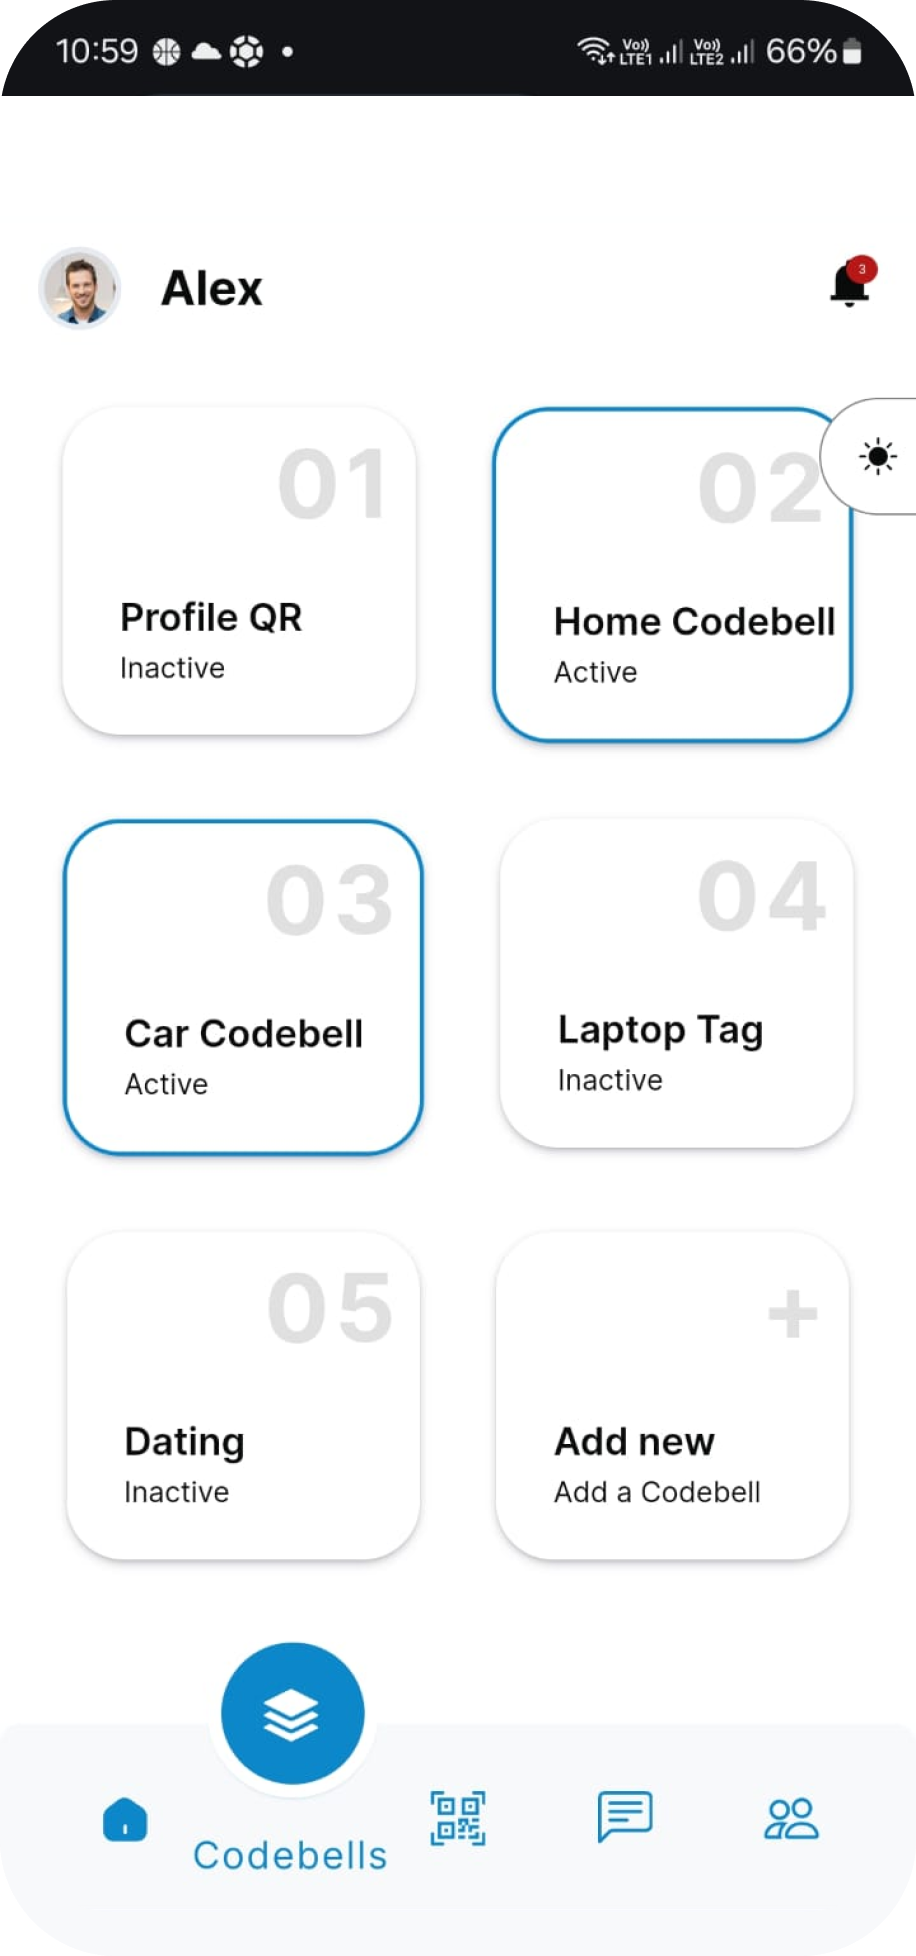 10:59 Vo)) LTE1 Vo)) LTE2 66%
Alex
3
01
Profile QR
Inactive
02
Home Codebell
Active
03
Car Codebell
Active
04
Laptop Tag
Inactive
05
Dating
Inactive
+
Add new
Add a Codebell
Codebells